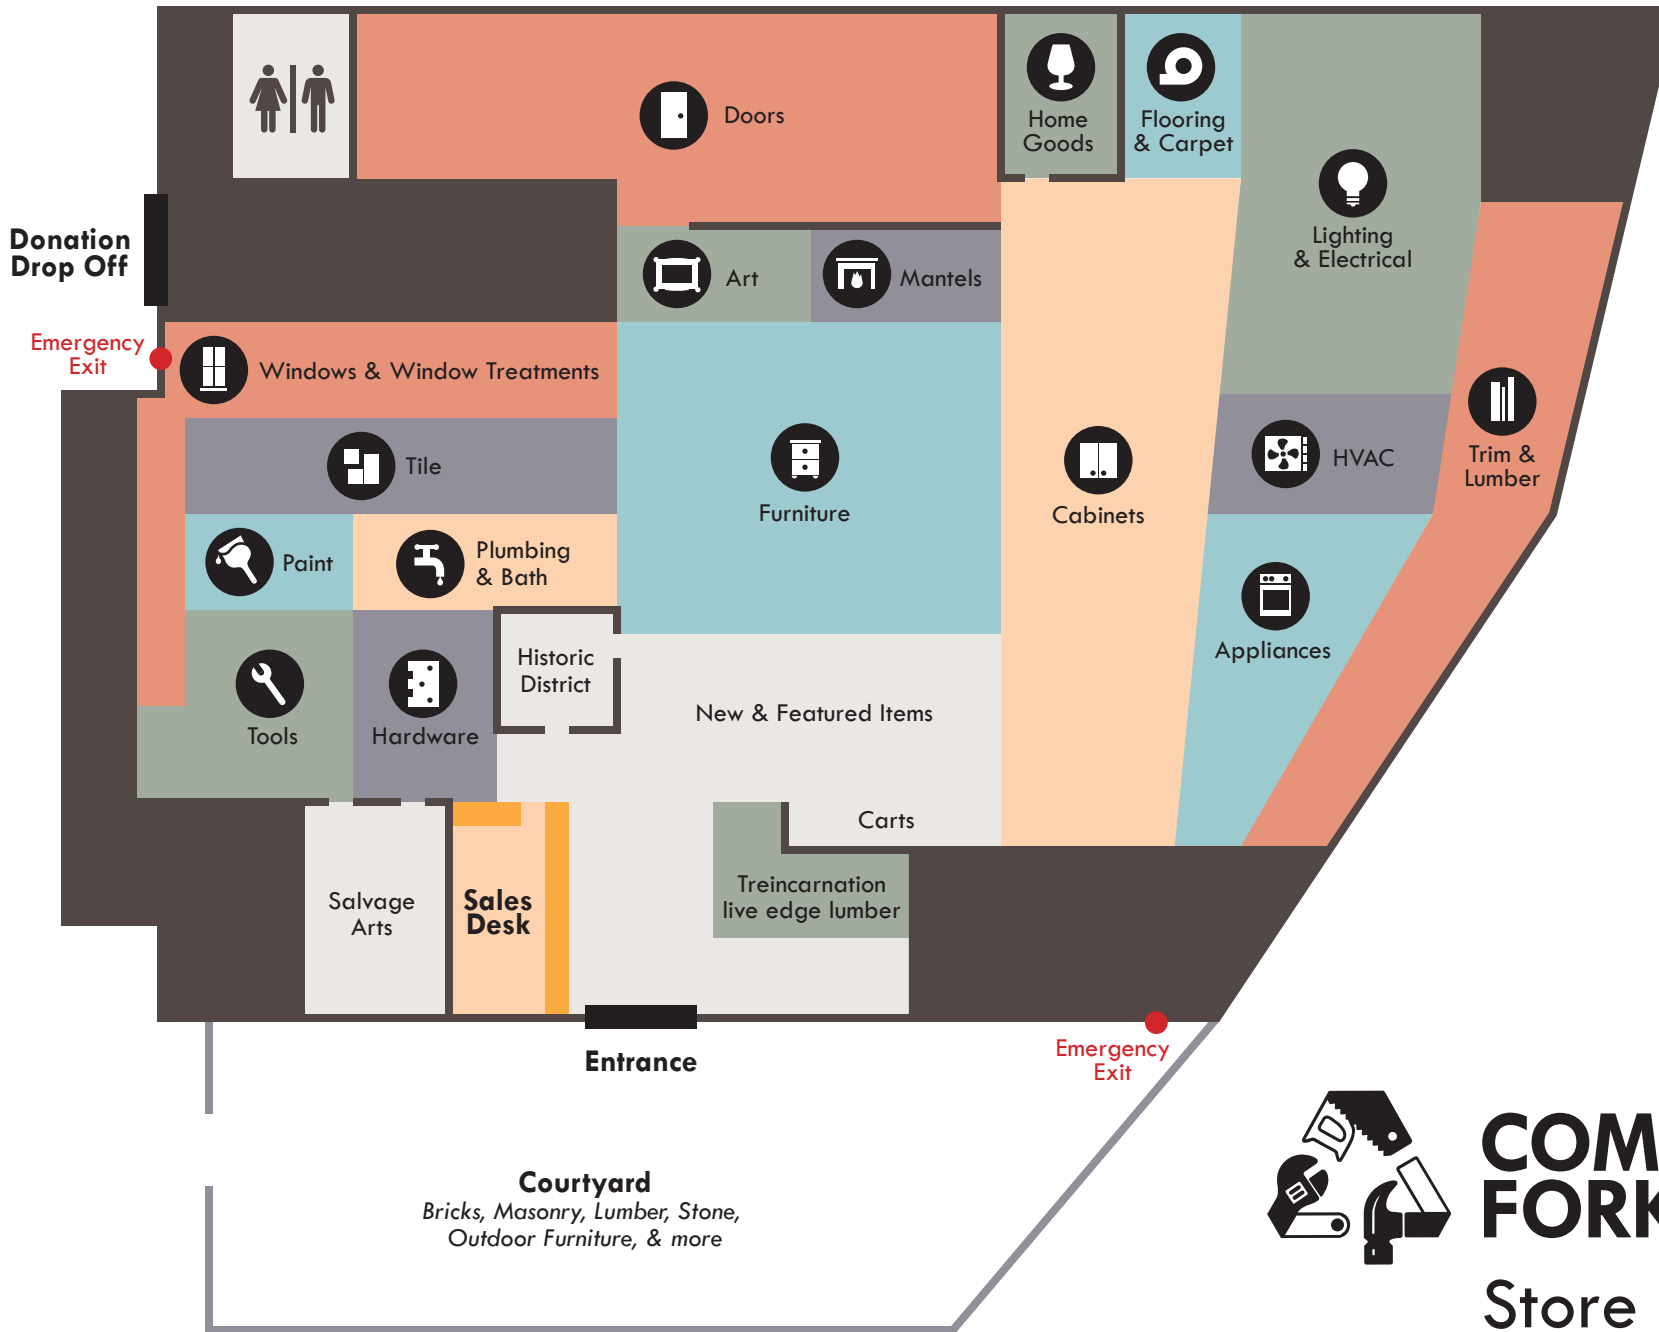 Doors
Home
Goods
Flooring
& Carpet
Lighting
& Electrical
Donation
Drop Off
Art
Mantels
Emergency
Exit
Windows & Window Treatments
Tile
Furniture
Cabinets
HVAC
Trim &
Lumber
Paint
Plumbing
& Bath
Appliances
Historic
District
New & Featured Items
Tools
Hardware
Carts
Salvage
Arts
Sales
Desk
Treincarnation
live edge lumber
Entrance
Emergency
Exit
Courtyard
Bricks, Masonry, Lumber, Stone,
Outdoor Furniture, & more
COM
FORK
Store